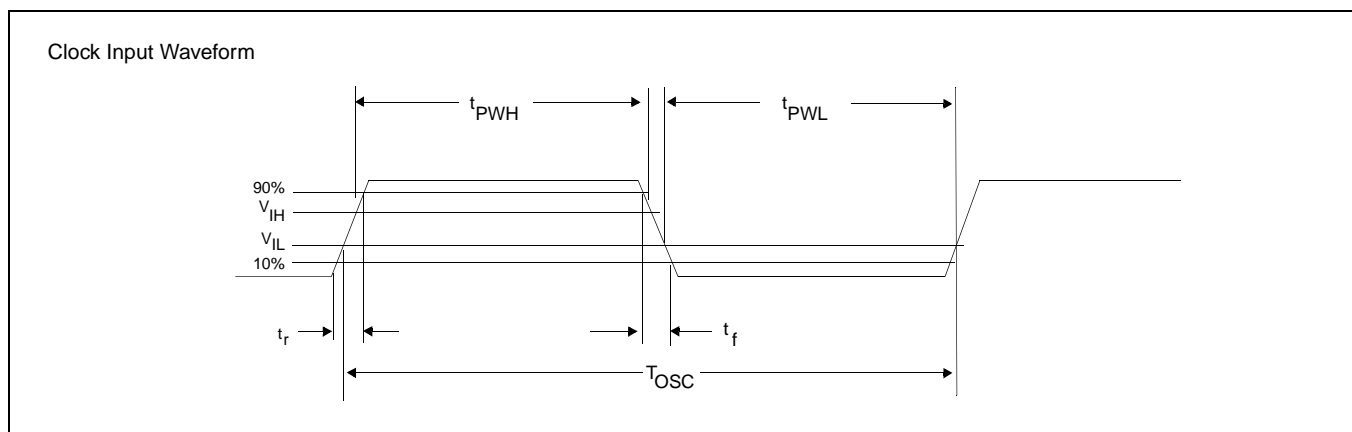 Clock Input Waveform
tPWH
tPWL
90%
VIH
VIL
10%
tr
tf
TOSC